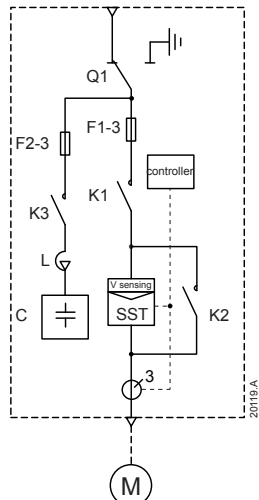 Q1
F2-3
F1-3
controller
K3
K1
L
V sensing
C
SST
K2
3
20119.A
M